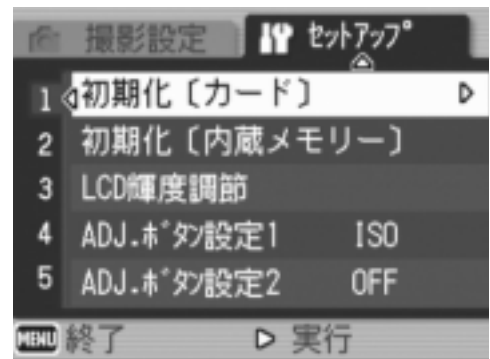 撮影設定 セットアップ
1 初期化〔カード〕
2 初期化〔内蔵メモリー〕
3 LCD輝度調節
4 ADJ.ボタン設定1 ISO
5 ADJ.ボタン設定2 OFF
MENU 終了 実行